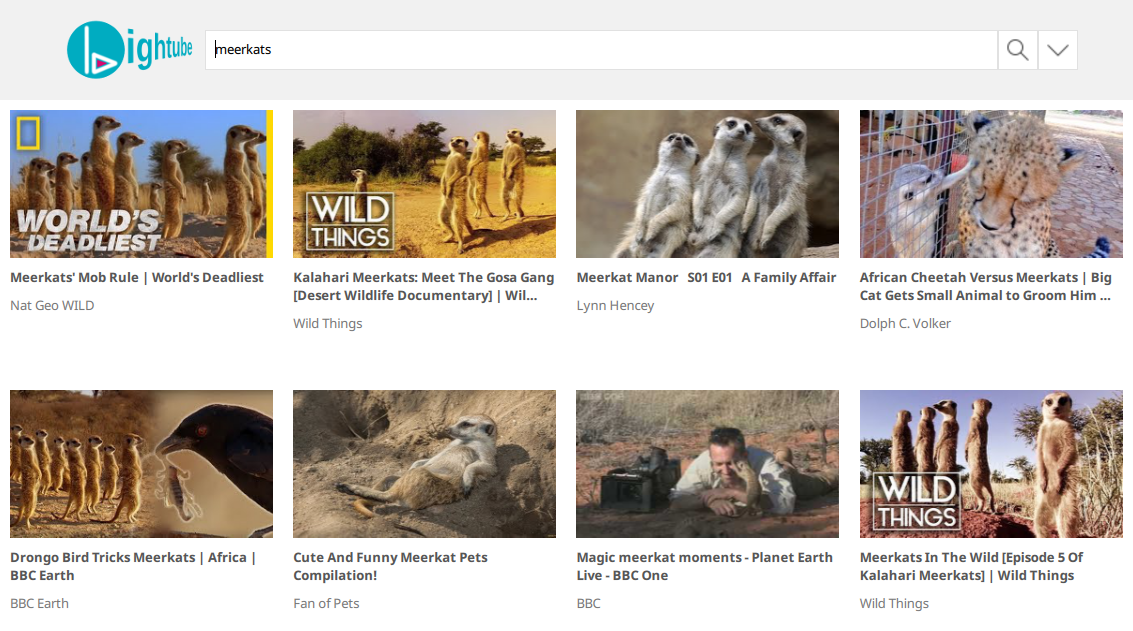 ightube
meerkats
WORLD'S
DEADLIEST
WILD
THINGS
Meerkats' Mob Rule | World's Deadliest
Nat Geo WILD
Kalahari Meerkats: Meet The Gosa Gang
[Desert Wildlife Documentary] | Wil...
Wild Things
Meerkat Manor S01 E01 A Family Affair
Lynn Hencey
African Cheetah Versus Meerkats | Big
Cat Gets Small Animal to Groom Him ...
Dolph C. Volker
WILD
THINGS
Drongo Bird Tricks Meerkats | Africa |
BBC Earth
BBC Earth
Cute And Funny Meerkat Pets
Compilation!
Fan of Pets
Magic meerkat moments - Planet Earth
Live - BBC One
BBC
Meerkats In The Wild [Episode 5 Of
Kalahari Meerkats] | Wild Things
Wild Things